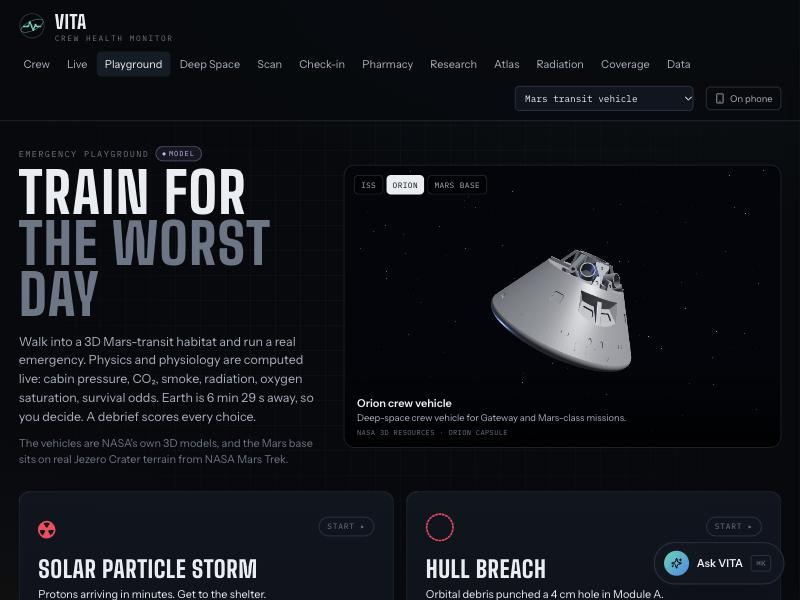 VITA
CREW HEALTH MONITOR
Crew Live Playground Deep Space Scan Check-in Pharmacy Research Atlas Radiation Coverage Data
Mars transit vehicle
On phone
EMERGENCY PLAYGROUND
MODEL
TRAIN FOR
THE WORST
DAY
Walk into a 3D Mars-transit habitat and run a real
emergency. Physics and physiology are computed
live: cabin pressure, CO₂, smoke, radiation, oxygen
saturation, survival odds. Earth is 6 min 29 s away, so
you decide. A debrief scores every choice.
The vehicles are NASA's own 3D models, and the Mars base
sits on real Jezero Crater terrain from NASA Mars Trek.
ISS ORION MARS BASE
Orion crew vehicle
Deep-space crew vehicle for Gateway and Mars-class missions.
NASA 3D RESOURCES · ORION CAPSULE
START
SOLAR PARTICLE STORM
Protons arriving in minutes. Get to the shelter.
START
HULL BREACH
Orbital debris punched a 4 cm hole in Module A.
Ask VITA ⌘K